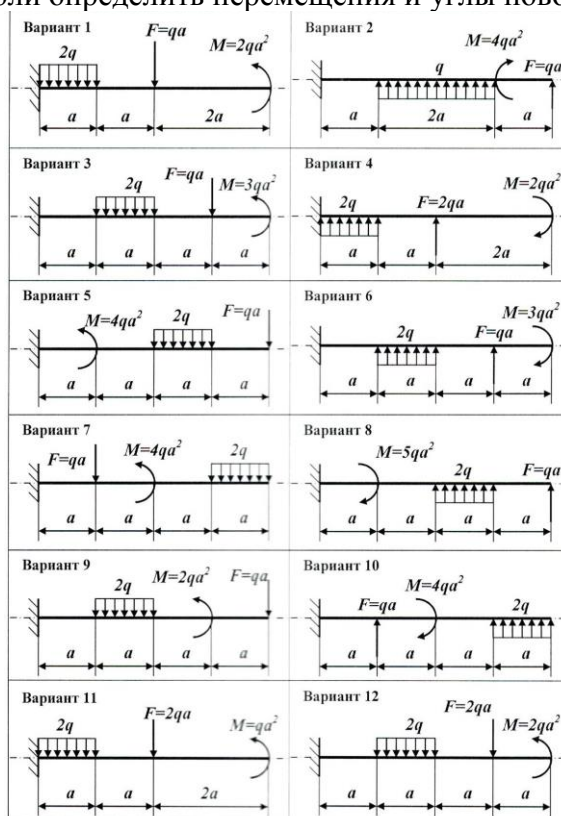 определить перемещения и углы
Вариант 1
2q
F=qa
M=2qa²
a a 2a
Вариант 2
q
M=4qa²
F=qa
a 2a a
Вариант 3
2q
F=qa
M=3qa²
a a a a
Вариант 4
2q
F=2qa
M=2qa²
a a 2a
Вариант 5
M=4qa²
2q
F=qa
a a a a
Вариант 6
2q
F=qa
M=3qa²
a a a a
Вариант 7
F=qa
M=4qa²
2q
a a a a
Вариант 8
M=5qa²
2q
F=qa
a a a a
Вариант 9
2q
M=2qa²
F=qa
a a a a
Вариант 10
F=qa
M=4qa²
2q
a a a a
Вариант 11
2q
F=2qa
M=qa²
a a 2a
Вариант 12
2q
F=2qa
M=2qa²
a a a a